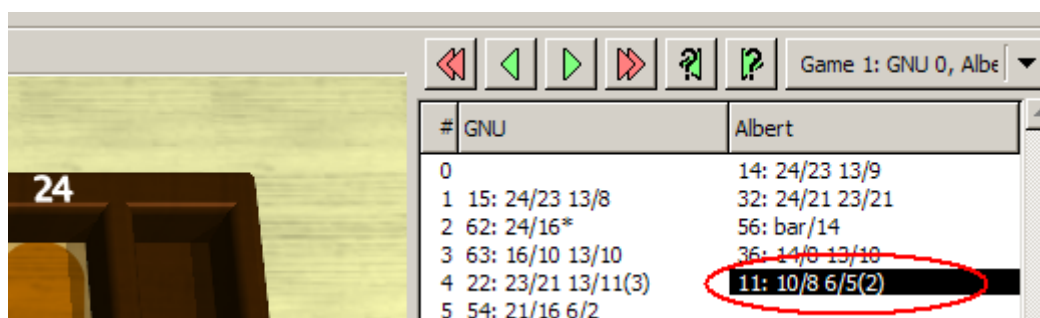 Game 1: GNU 0, Albe
# GNU Albert
24
0 14: 24/23 13/9
1 15: 24/23 13/8 32: 24/21 23/21
2 62: 24/16* 56: bar/14
3 63: 16/10 13/10 36: 14/8 13/10
4 22: 23/21 13/11(3) 11: 10/8 6/5(2)
5 54: 21/16 6/2